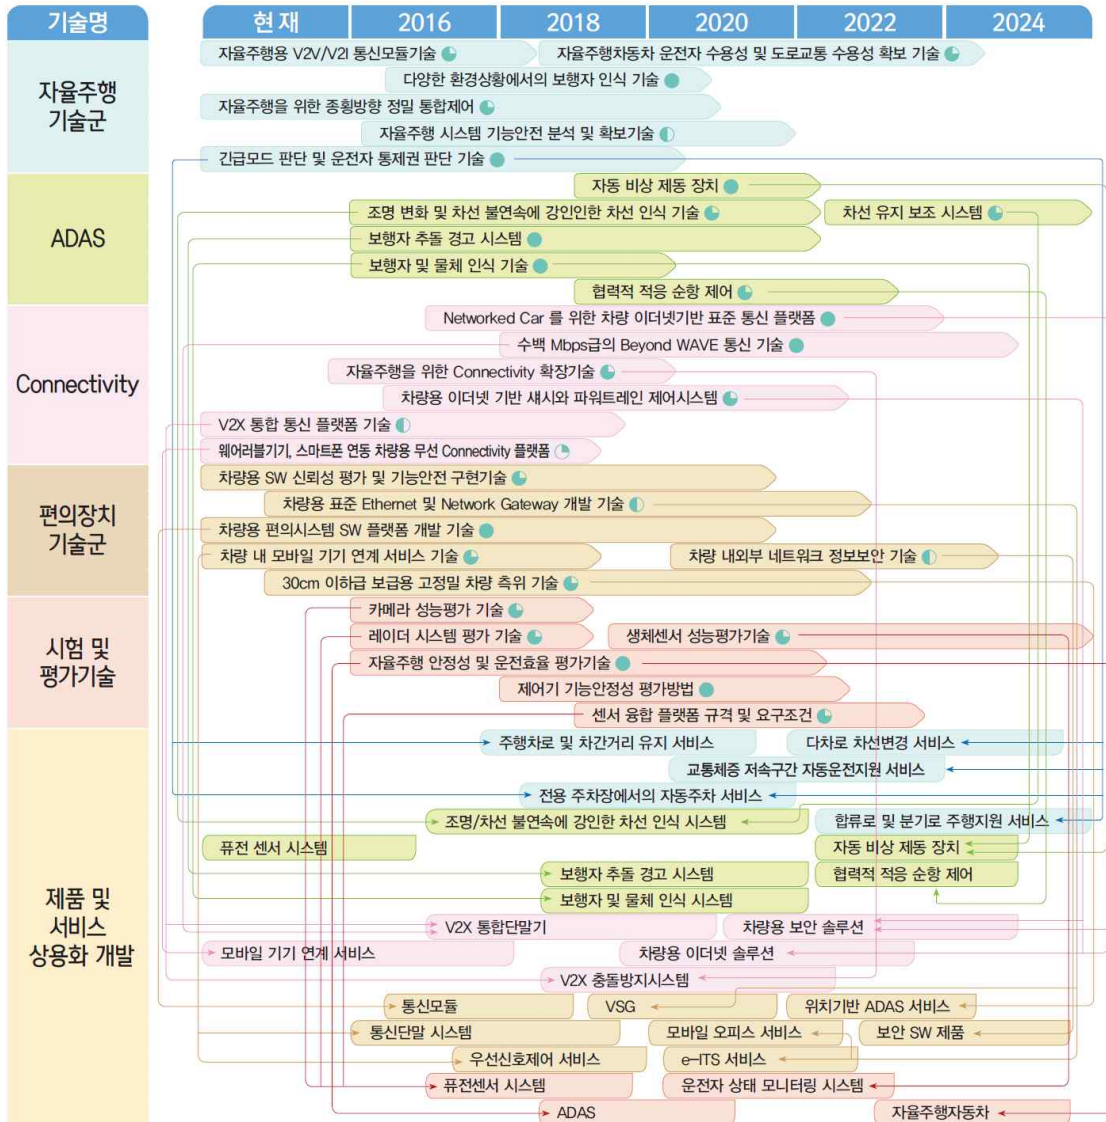 기술명 현재 2016 2018 2020 2022 2024
자율주행
기술군
자율주행용 V2V/V2I 통신모듈기술 자율주행차동차 운전자 수용성 및 도로교통 수용성 확보 기술
다양한 환경상황에서의 보행자 인식 기술
자율주행을 위한 종횡방향 정밀 통합제어
자율주행 시스템 기능안전 분석 및 확보기술
긴급모드 판단 및 운전자 통제권 판단 기술
ADAS
자동 비상 제동 장치
조명 변화 및 차선 불연속에 강인인한 차선 인식 기술 차선 유지 보조 시스템
보행자 추돌 경고 시스템
보행자 및 물체 인식 기술
협력적 적응 순항 제어
Connectivity
Networked Car 를 위한 차량 이더넷기반 표준 통신 플랫폼
수백 Mbps급의 Beyond WAVE 통신 기술
자율주행을 위한 Connectivity 확장기술
차량용 이더넷 기반 섀시와 파워트레인 제어시스템
V2X 통합 통신 플랫폼 기술
웨어러블기기, 스마트폰 연동 차량용 무선 Connectivity 플랫폼
편의장치
기술군
차량용 SW 신뢰성 평가 및 기능안전 구현기술
차량용 표준 Ethernet 및 Network Gateway 개발 기술
차량용 편의시스템 SW 플랫폼 개발 기술
차량 내 모바일 기기 연계 서비스 기술 차량 내외부 네트워크 정보보안 기술
30cm 이하급 보급용 고정밀 차량 측위 기술
시험 및
평가기술
카메라 성능평가 기술
레이더 시스템 평가 기술 생체센서 성능평가기술
자율주행 안정성 및 운전효율 평가기술
제어기 기능안정성 평가방법
센서 융합 플랫폼 규격 및 요구조건
제품 및
서비스
상용화 개발
주행차로 및 차간거리 유지 서비스 다차로 차선변경 서비스
교통체증 저속구간 자동운전지원 서비스
전용 주차장에서의 자동주차 서비스
조명/차선 불연속에 강인한 차선 인식 시스템 합류로 및 분기로 주행지원 서비스
퓨전 센서 시스템 자동 비상 제동 장치
보행자 추돌 경고 시스템 협력적 적응 순항 제어
보행자 및 물체 인식 시스템
V2X 통합단말기 차량용 보안 솔루션
모바일 기기 연계 서비스 차량용 이더넷 솔루션
V2X 충돌방지시스템
통신모듈 VSG 위치기반 ADAS 서비스
통신단말 시스템 모바일 오피스 서비스 보안 SW 제품
우선신호제어 서비스 e-ITS 서비스
퓨전센서 시스템 운전자 상태 모니터링 시스템
ADAS 자율주행자동차